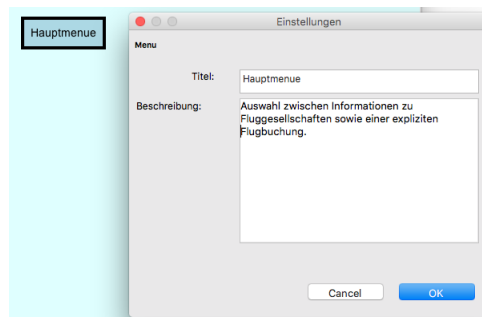 Hauptmenue
Einstellungen
Menu
Titel:
Hauptmenue
Beschreibung:
Auswahl zwischen Informationen zu
Fluggesellschaften sowie einer expliziten
Flugbuchung.
Cancel
OK